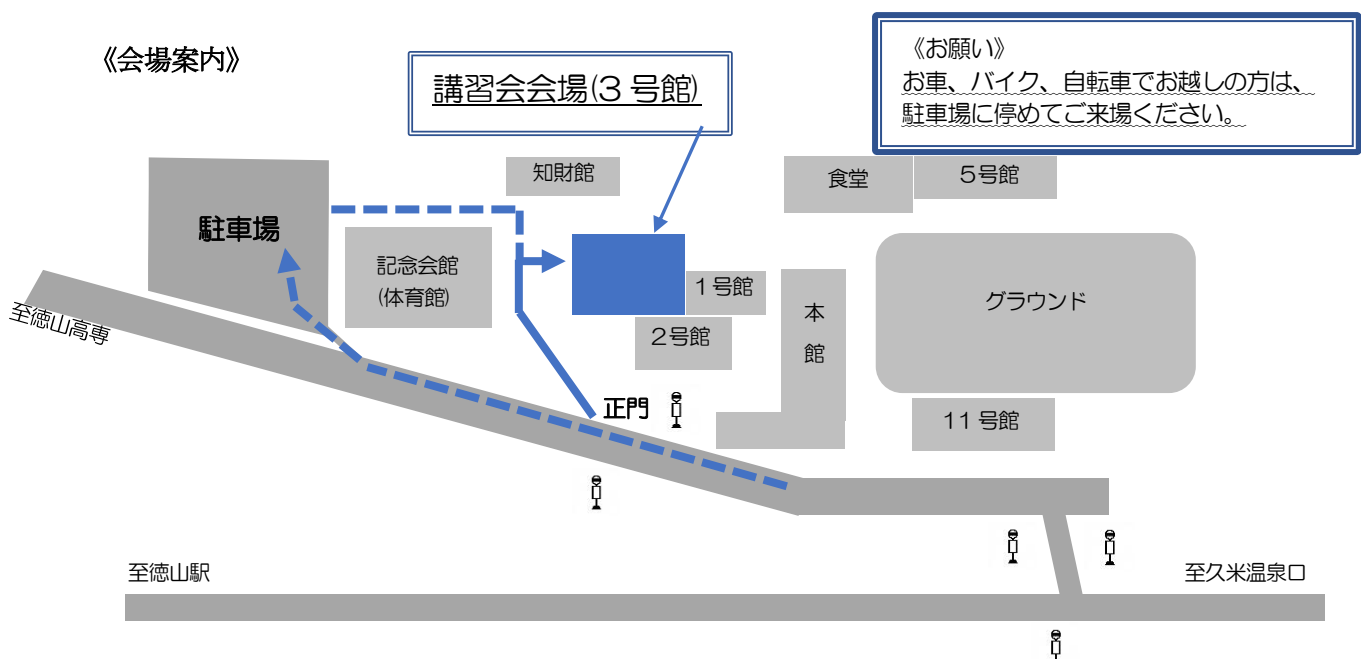 《会場案内》
講習会会場(3 号館)
《お願い》
お車、バイク、自転車でお越しの方は、
駐車場に停めてご来場ください。
知財館
食堂
5号館
駐車場
記念会館
(体育館)
1号館
2号館
本
館
グラウンド
至徳山高専
正門
11 号館
至徳山駅
至久米温泉口